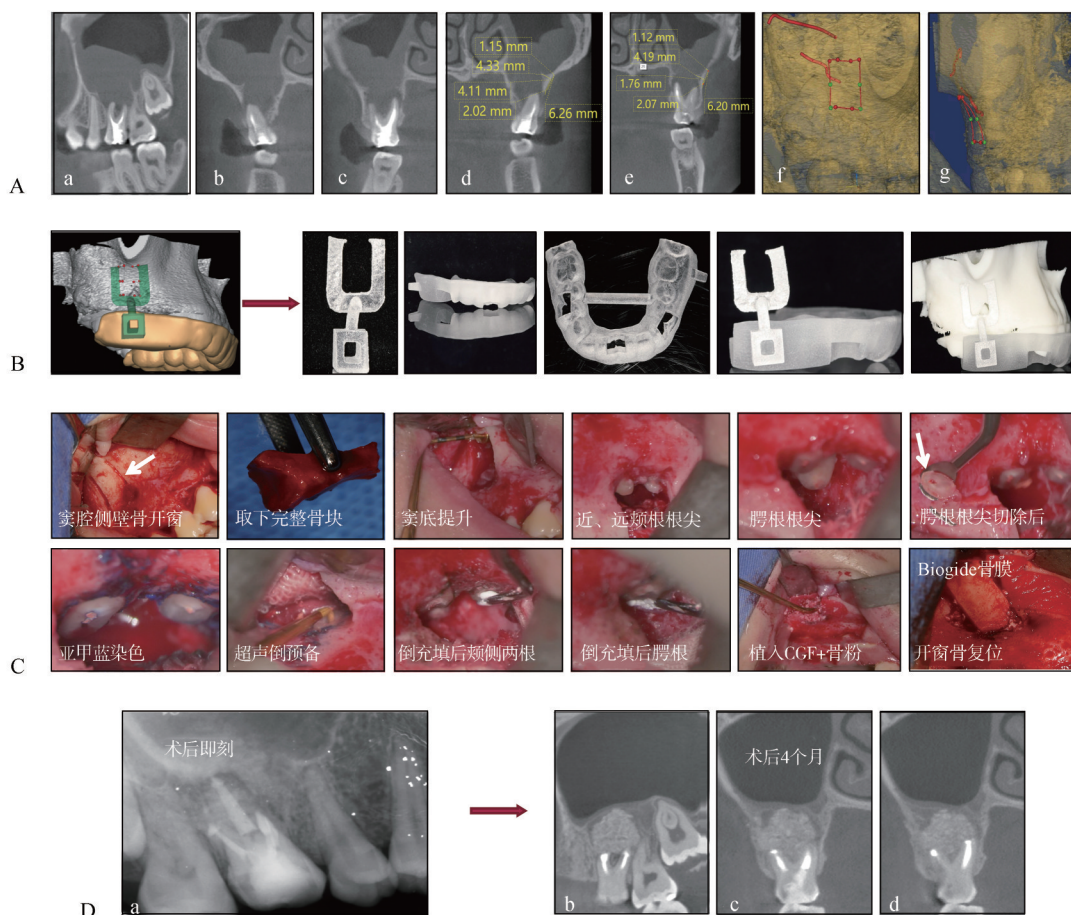 a
b
c
1.15 mm
4.33 mm
4.11 mm
2.02 mm
6.26 mm
d
1.12 mm
4.19 mm
1.76 mm
2.07 mm
6.20 mm
e
f
g
A
B
窦腔侧壁骨开窗
取下完整骨块
窦底提升
近、远颊根根尖
腭根根尖
腭根根尖切除后
亚甲蓝染色
超声倒预备
倒充填后颊侧两根
倒充填后腭根
植入CGF+骨粉
Biogide骨膜
开窗骨复位
C
术后即刻
a
b
术后4个月
c
d
D